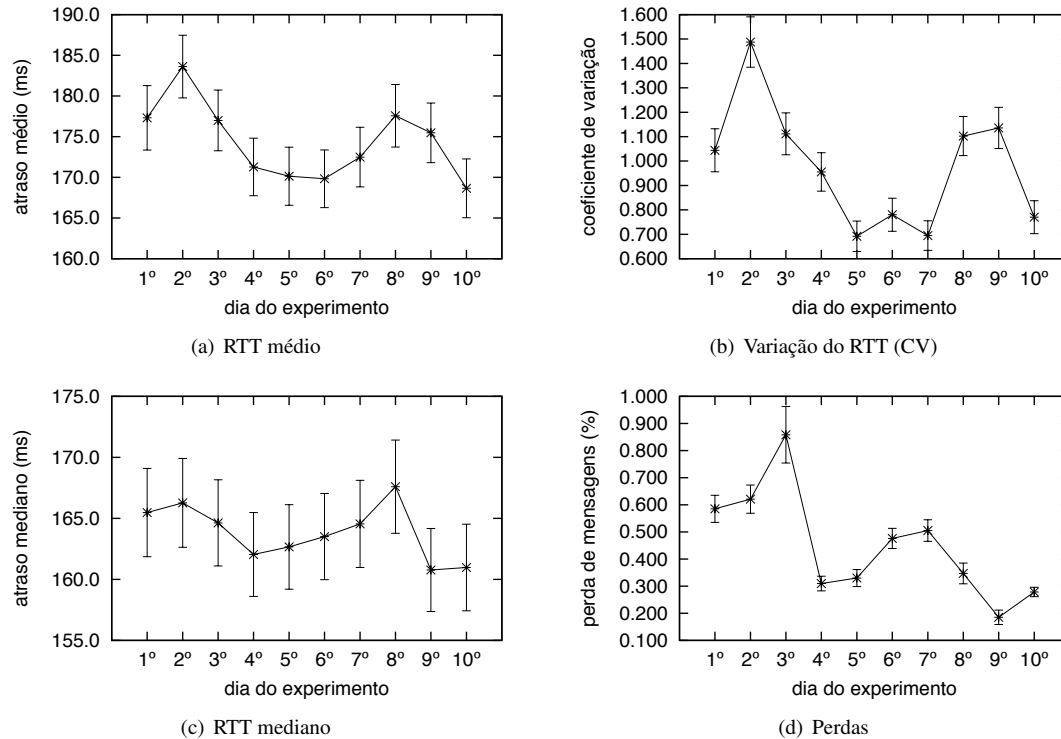 190.0
185.0
180.0
175.0
170.0
165.0
160.0
atraso médio (ms)
1º 2º 3º 4º 5º 6º 7º 8º 9º 10º
dia do experimento
(a) RTT médio
1.600
1.500
1.400
1.300
1.200
1.100
1.000
0.900
0.800
0.700
0.600
coeficiente de variação
1º 2º 3º 4º 5º 6º 7º 8º 9º 10º
dia do experimento
(b) Variação do RTT (CV)
175.0
170.0
165.0
160.0
155.0
atraso mediano (ms)
1º 2º 3º 4º 5º 6º 7º 8º 9º 10º
dia do experimento
(c) RTT mediano
1.000
0.900
0.800
0.700
0.600
0.500
0.400
0.300
0.200
0.100
perda de mensagens (%)
1º 2º 3º 4º 5º 6º 7º 8º 9º 10º
dia do experimento
(d) Perdas